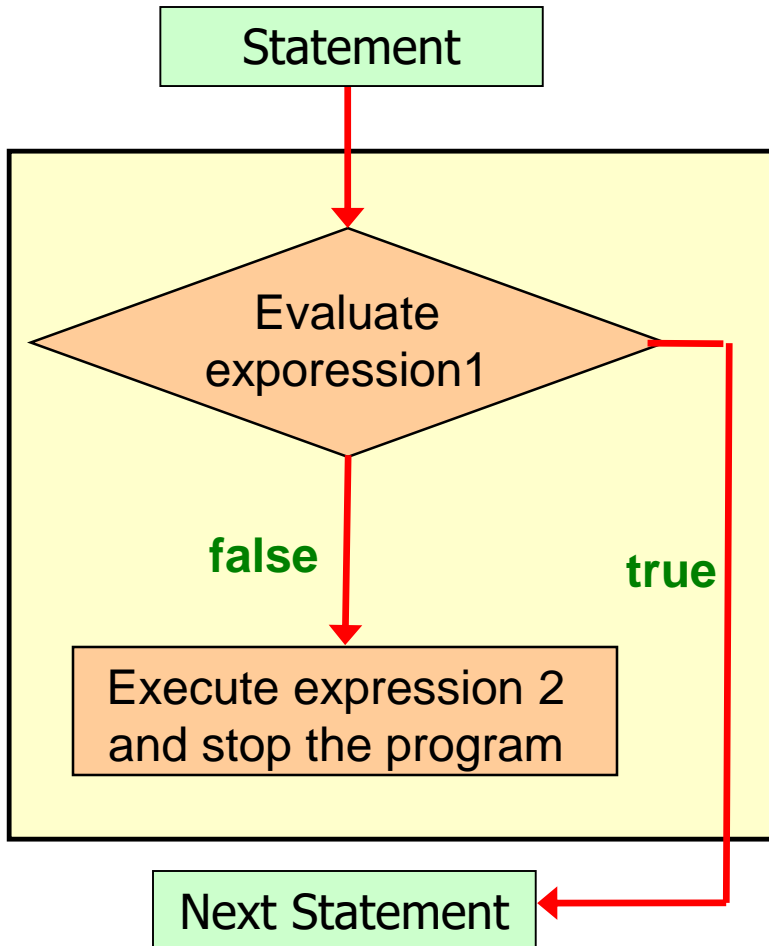 Statement
Evaluate
exporession1
false
true
Execute expression 2
and stop the program
Next Statement